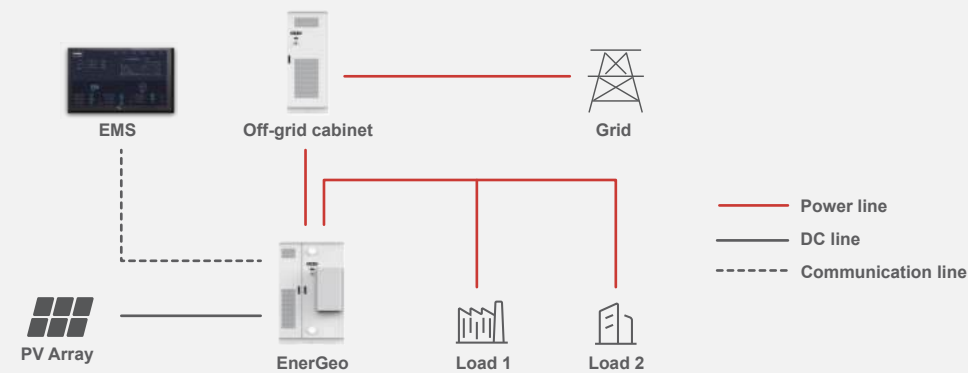 EMS
Off-grid cabinet
Grid
Power line
DC line
Communication line
PV Array
EnerGeo
Load 1
Load 2